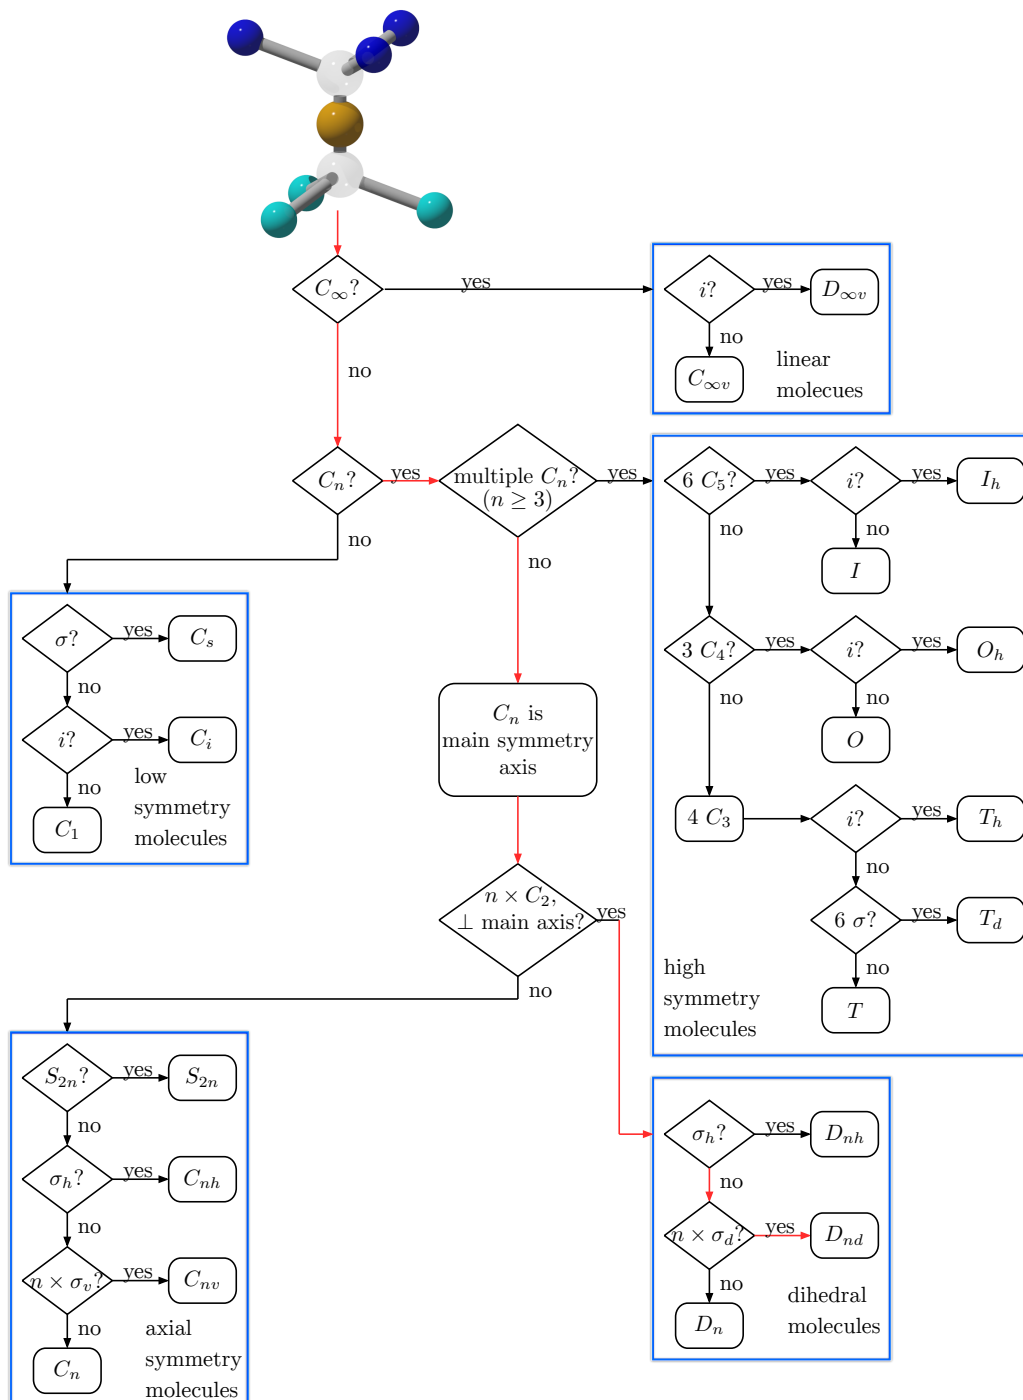 C∞?
yes
no
i?
yes
D∞v
no
C∞v
linear
molecues
Cn?
yes
no
multiple Cn?
(n ≥ 3)
yes
no
6 C5?
yes
i?
yes
Ih
no
no
I
3 C4?
yes
i?
yes
Oh
no
no
O
4 C3
i?
yes
Th
no
6 σ?
yes
Td
no
T
high
symmetry
molecules
σ?
yes
Cs
no
i?
yes
Ci
no
C1
low
symmetry
molecules
Cn is
main symmetry
axis
n × C2,
⊥ main axis?
yes
no
S2n?
yes
S2n
no
σh?
yes
Cnh
no
n × σv?
yes
Cnv
no
Cn
axial
symmetry
molecules
σh?
yes
Dnh
no
n × σd?
yes
Dnd
no
Dn
dihedral
molecules